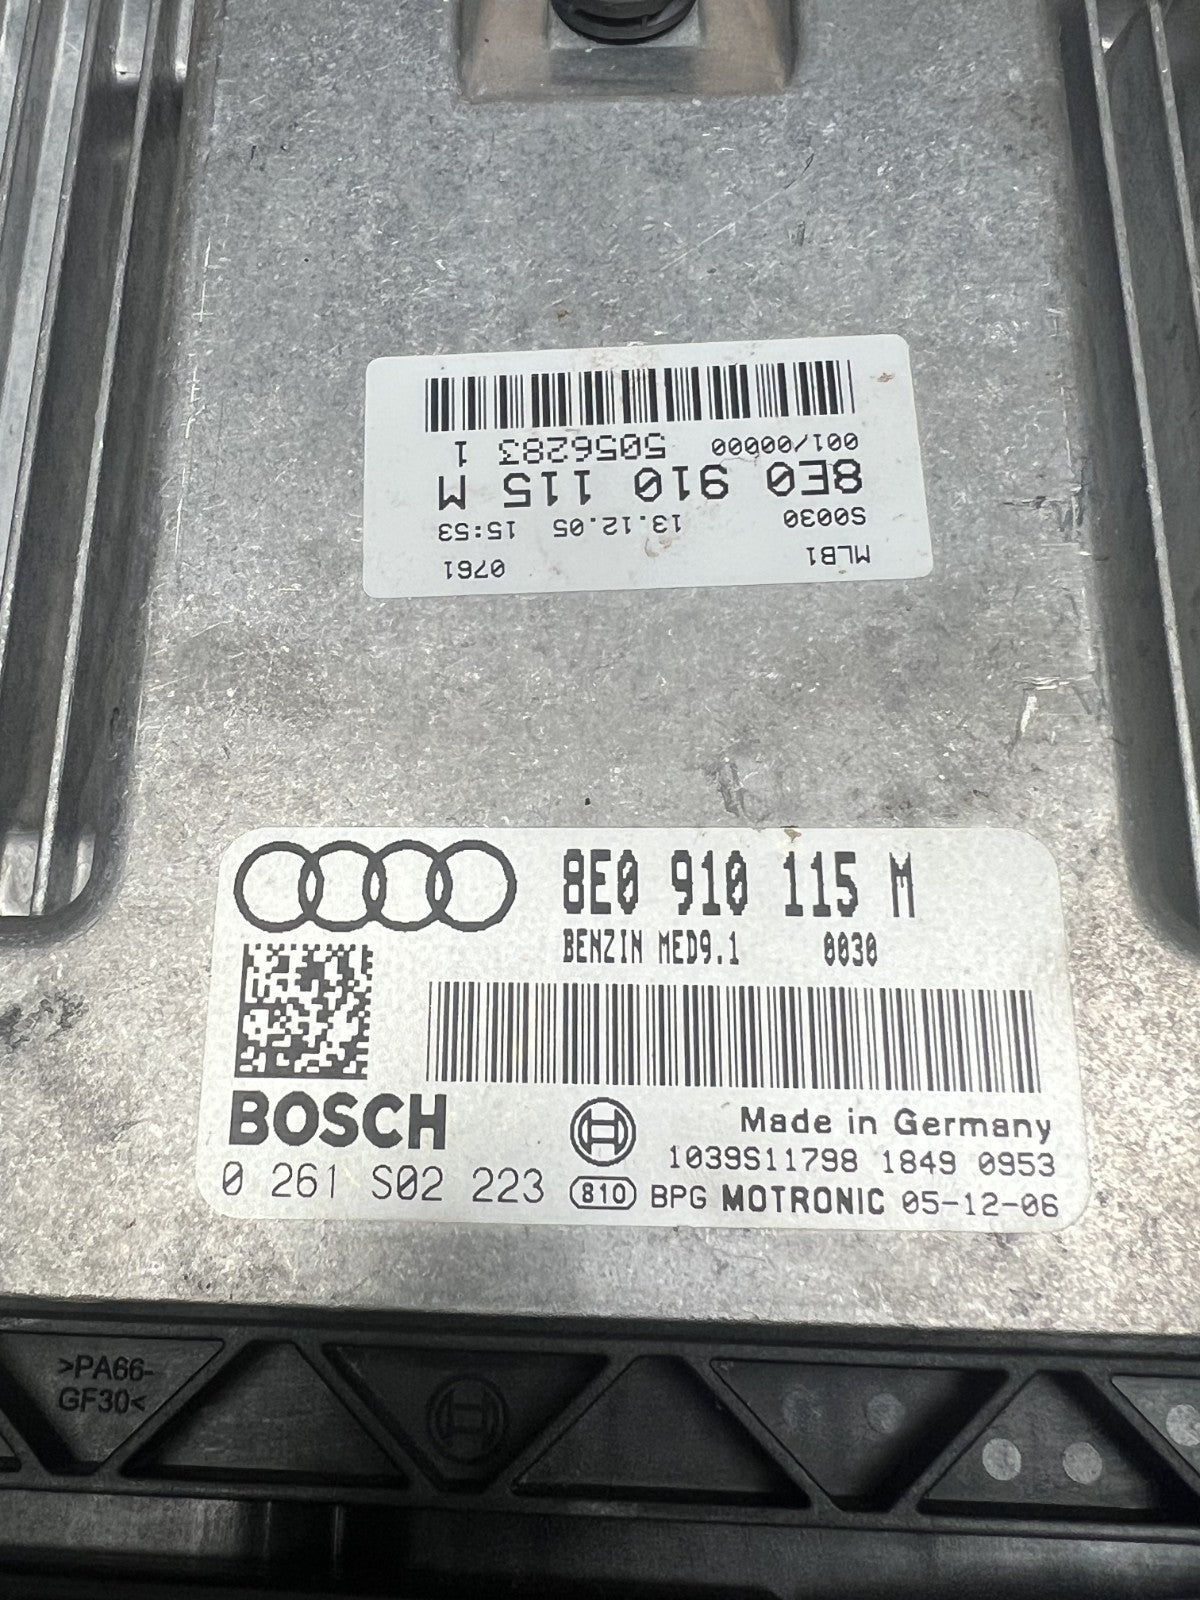 5056283 1
001/00000
8E0 910 115 M
S0030 13.12.05 15:53
MLB1 0761
8E0 910 115 M
BENZIN MED9.1 0030
BOSCH
Made in Germany
1039S11798 1849 0953
0 261 S02 223 810 BPG MOTRONIC 05-12-06
>PA66-
GF30<